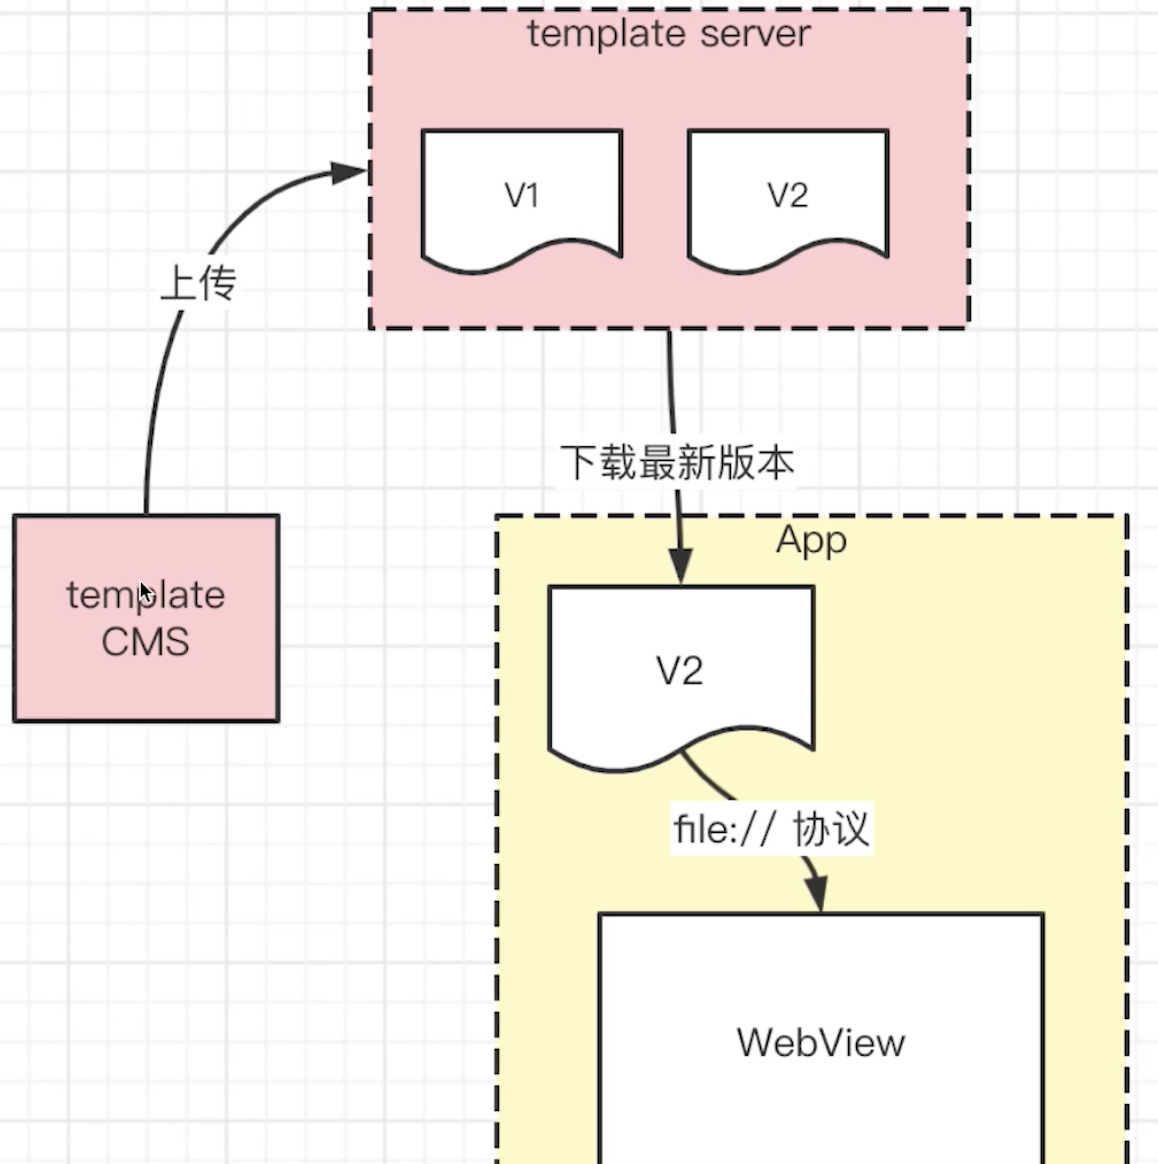 template server
V1
V2
上传
下载最新版本
App
template
CMS
V2
file:// 协议
WebView